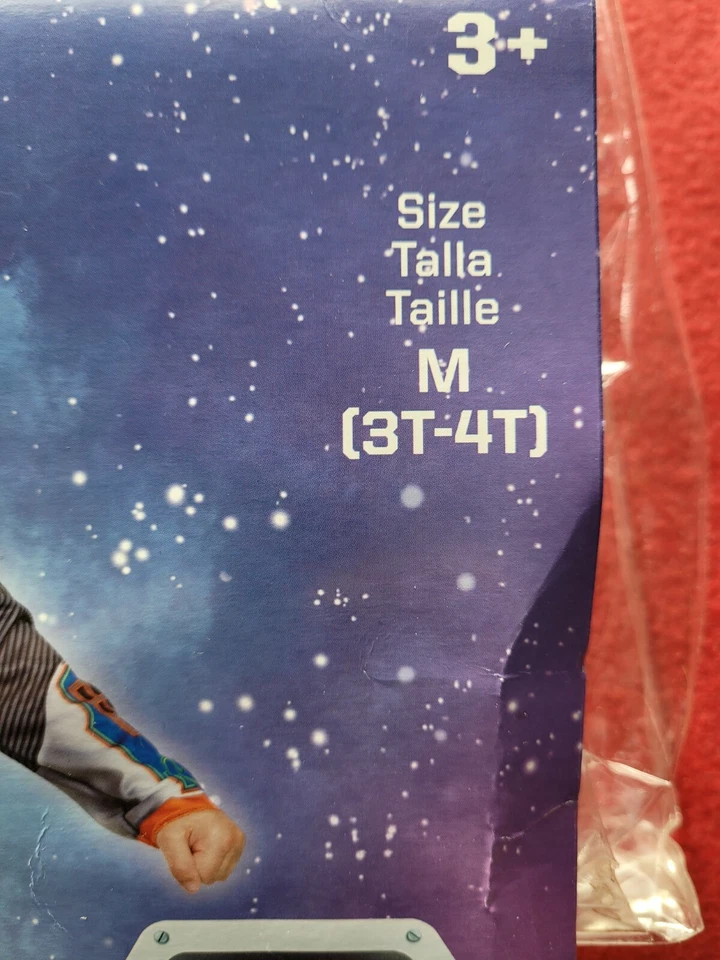 3+
Size
Talla
Taille
M
(3T-4T)